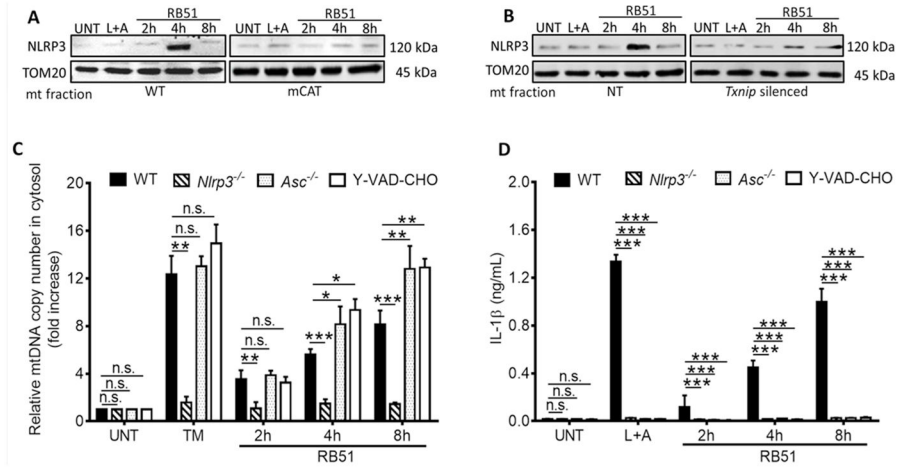 A
RB51
UNT L+A 2h 4h 8h UNT L+A 2h 4h 8h
NLRP3 120 kDa
TOM20 45 kDa
mt fraction WT mCAT
B
RB51
UNT L+A 2h 4h 8h UNT L+A 2h 4h 8h
NLRP3 120 kDa
TOM20 45 kDa
mt fraction NT Txnip silenced
C
WT Nlrp3-/- Asc-/- Y-VAD-CHO
Relative mtDNA copy number in cytosol
(fold increase)
20
16
12
8
4
0
n.s.
n.s.
n.s.
n.s.
n.s.
**
n.s.
n.s.
**
*
*
***
**
**
***
UNT TM 2h 4h 8h
RB51
D
WT Nlrp3-/- Asc-/- Y-VAD-CHO
IL-1β (ng/mL)
2.0
1.6
1.2
0.8
0.4
0.0
n.s.
n.s.
n.s.
***
***
***
***
***
***
***
***
***
***
***
***
UNT L+A 2h 4h 8h
RB51